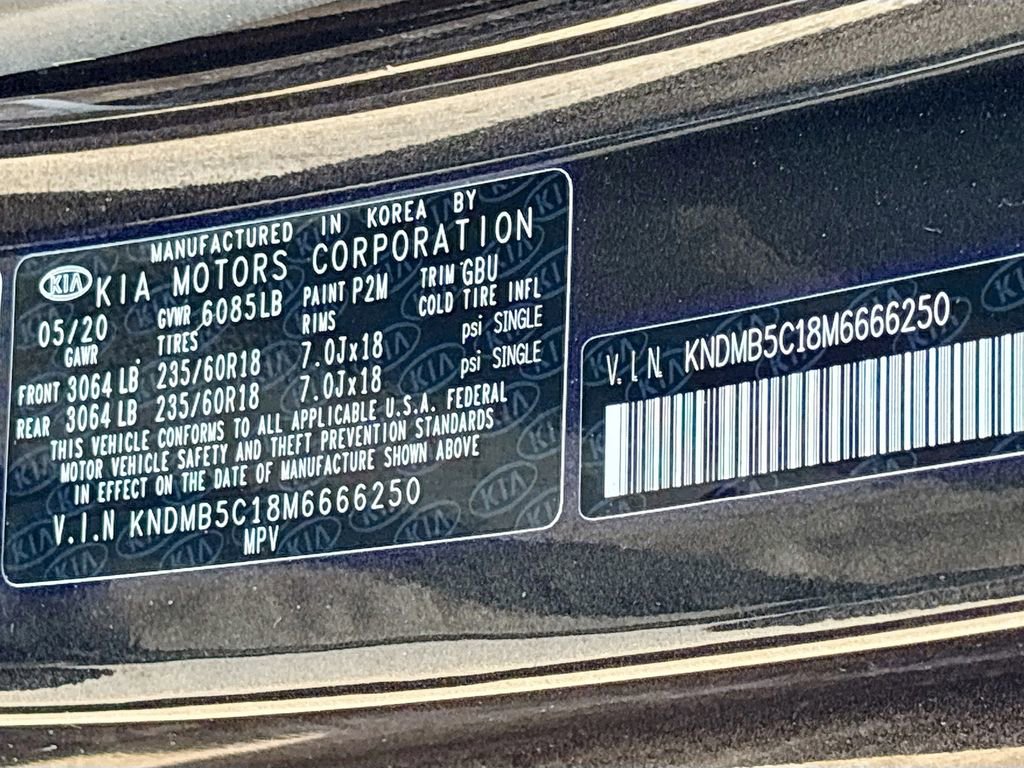 MANUFACTURED IN KOREA BY
KIA KIA MOTORS CORPORATION
05/20 GVWR 6085LB PAINT P2M TRIM GBU
GAWR TIRES RIMS COLD TIRE INFL
FRONT 3064 LB 235/60R18 7.0Jx18 psi SINGLE
REAR 3064 LB 235/60R18 7.0Jx18 psi SINGLE
THIS VEHICLE CONFORMS TO ALL APPLICABLE U.S.A. FEDERAL
MOTOR VEHICLE SAFETY AND THEFT PREVENTION STANDARDS
IN EFFECT ON THE DATE OF MANUFACTURE SHOWN ABOVE
V.I.N KNDMB5C18M6666250
MPV
V.I.N. KNDMB5C18M6666250